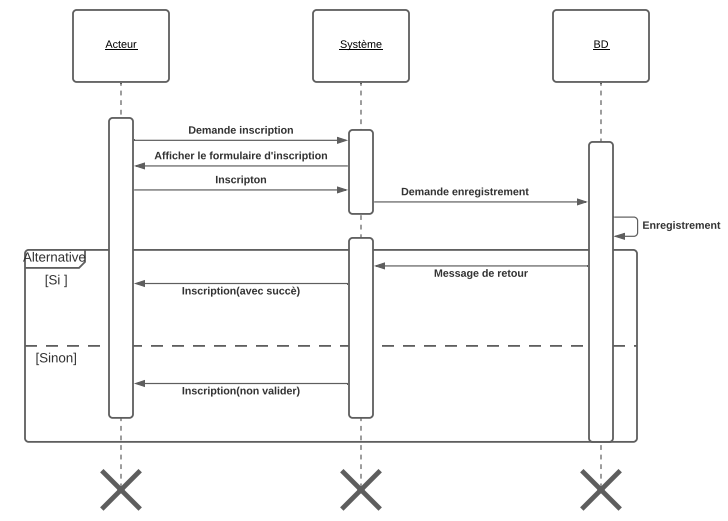 Acteur
Système
BD
Demande inscription
Afficher le formulaire d'inscription
Inscripton
Demande enregistrement
Enregistrement
Alternative
Message de retour
[Si ]
Inscription(avec succè)
[Sinon]
Inscription(non valider)